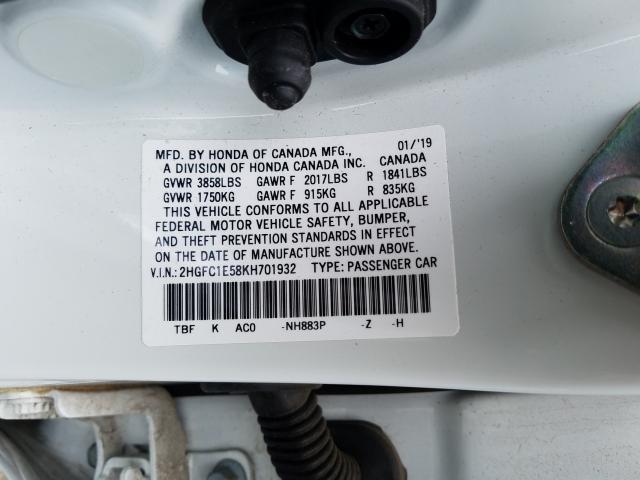 MFD. BY HONDA OF CANADA MFG., 01/'19
A DIVISION OF HONDA CANADA INC. CANADA
GVWR 3858LBS GAWR F 2017LBS R 1841LBS
GVWR 1750KG GAWR F 915KG R 835KG
THIS VEHICLE CONFORMS TO ALL APPLICABLE
FEDERAL MOTOR VEHICLE SAFETY, BUMPER,
AND THEFT PREVENTION STANDARDS IN EFFECT
ON THE DATE OF MANUFACTURE SHOWN ABOVE.
V.I.N.: 2HGFC1E58KH701932 TYPE: PASSENGER CAR
TBF K AC0 -NH883P -Z -H